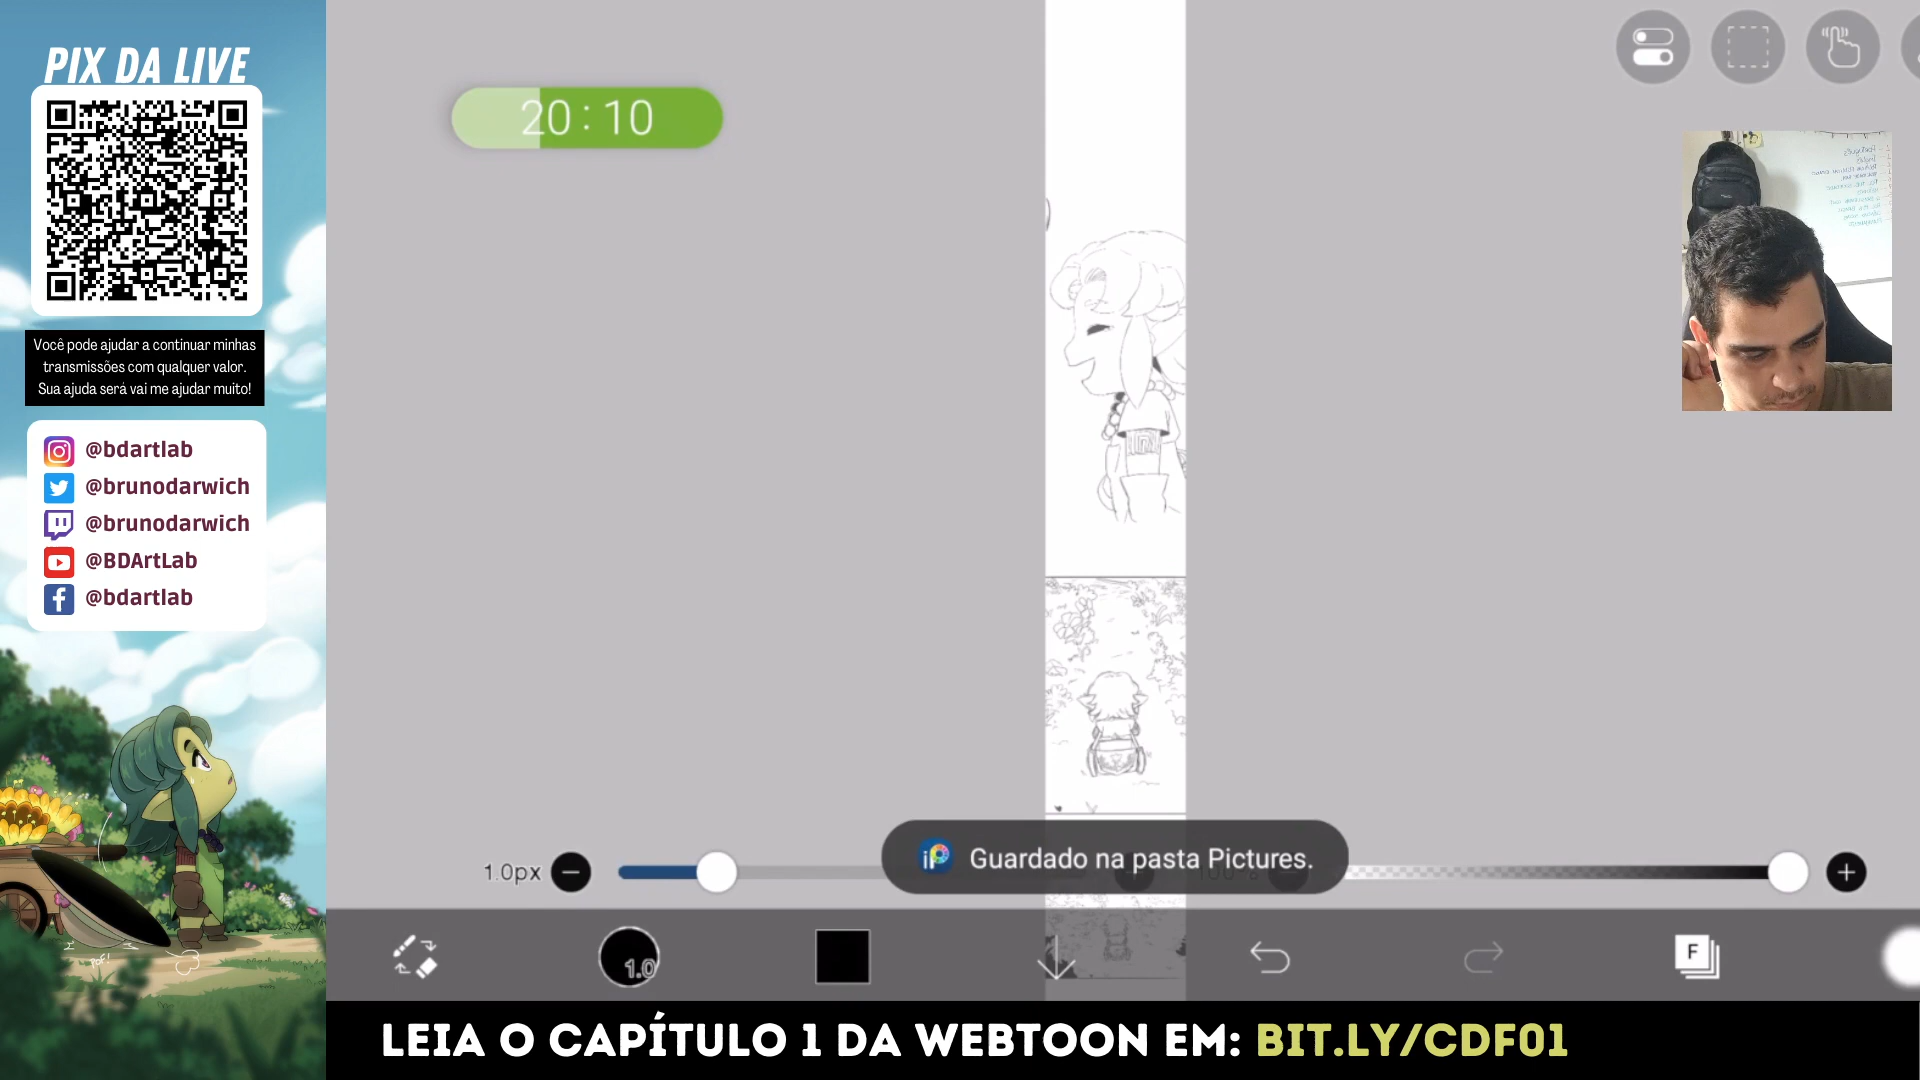 PIX DA LIVE
Você pode ajudar a continuar minhas
transmissões com qualquer valor.
Sua ajuda será vai me ajudar muito!
@bdartlab
@brunodarwich
@brunodarwich
@BDArtLab
@bdartlab
POF!
20:10
1.0px
Guardado na pasta Pictures.
1.0
F
LEIA O CAPÍTULO 1 DA WEBTOON EM: BIT.LY/CDF01